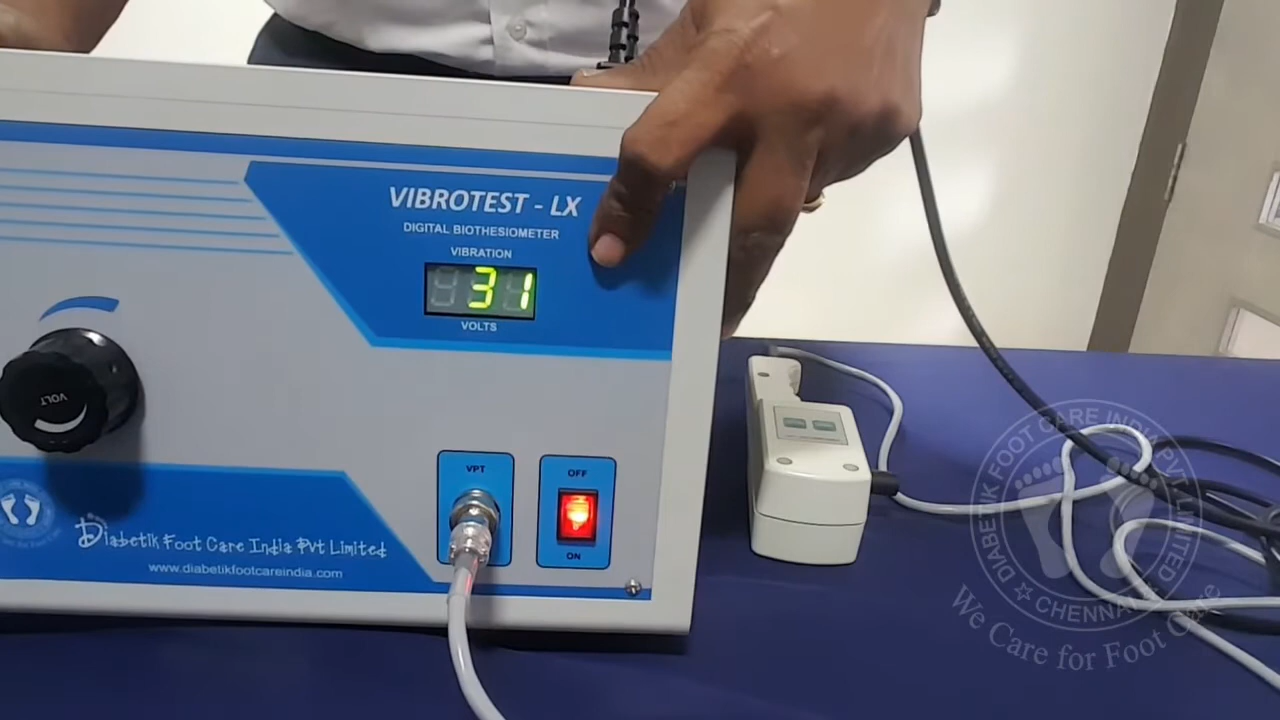 VIBROTEST - LX
DIGITAL BIOTHESIOMETER
VIBRATION
31
VOLTS
VOLT
VPT
OFF
ON
Diabetik Foot Care India Pvt Limited
www.diabetikfootcareindia.com
DIABETIK FOOT CARE INDIA PVT LIMITED
☆ CHENNAI
We Care for Foot Care